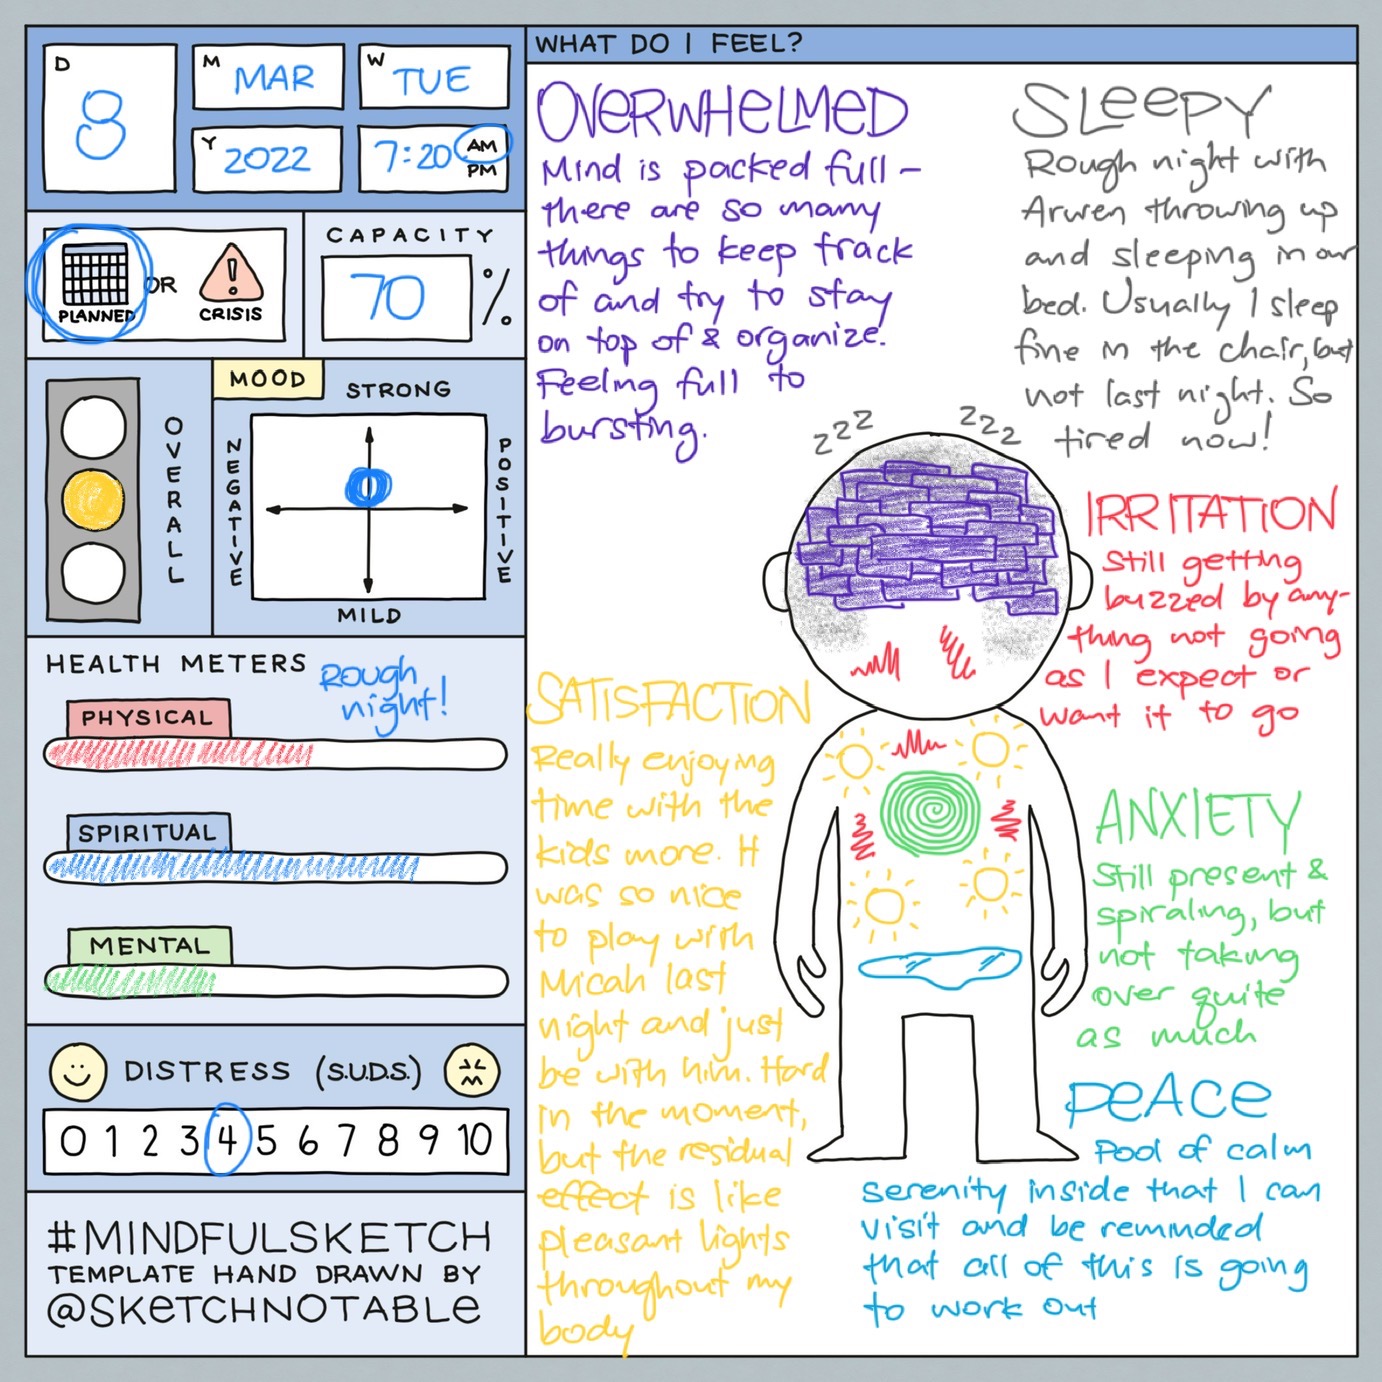 D
8
M
MAR
W
TUE
Y
2022
7:20 AM
PM
PLANNED
OR
CRISIS
CAPACITY
70 %
OVERALL
MOOD
STRONG
NEGATIVE
POSITIVE
MILD
HEALTH METERS
Rough
night!
PHYSICAL
SPIRITUAL
MENTAL
DISTRESS (S.U.D.S.)
0 1 2 3 4 5 6 7 8 9 10
#MINDFULSKETCH
TEMPLATE HAND DRAWN BY
@SKETCHNOTABLE
WHAT DO I FEEL?
OVERWHELMED
Mind is packed full –
there are so many
things to keep track
of and try to stay
on top of & organize.
Feeling full to
bursting.
SLEEPY
Rough night with
Arwen throwing up
and sleeping in our
bed. Usually I sleep
fine in the chair, but
not last night. So
tired now!
zzz
zzz
IRRITATION
Still getting
buzzed by any-
thing not going
as I expect or
want it to go
SATISFACTION
Really enjoying
time with the
kids more. It
was so nice
to play with
Micah last
night and just
be with him. Hard
in the moment,
but the residual
effect is like
pleasant lights
throughout my
body
ANXIETY
Still present &
spiraling, but
not taking
over quite
as much
PEACE
Pool of calm
serenity inside that I can
visit and be reminded
that all of this is going
to work out